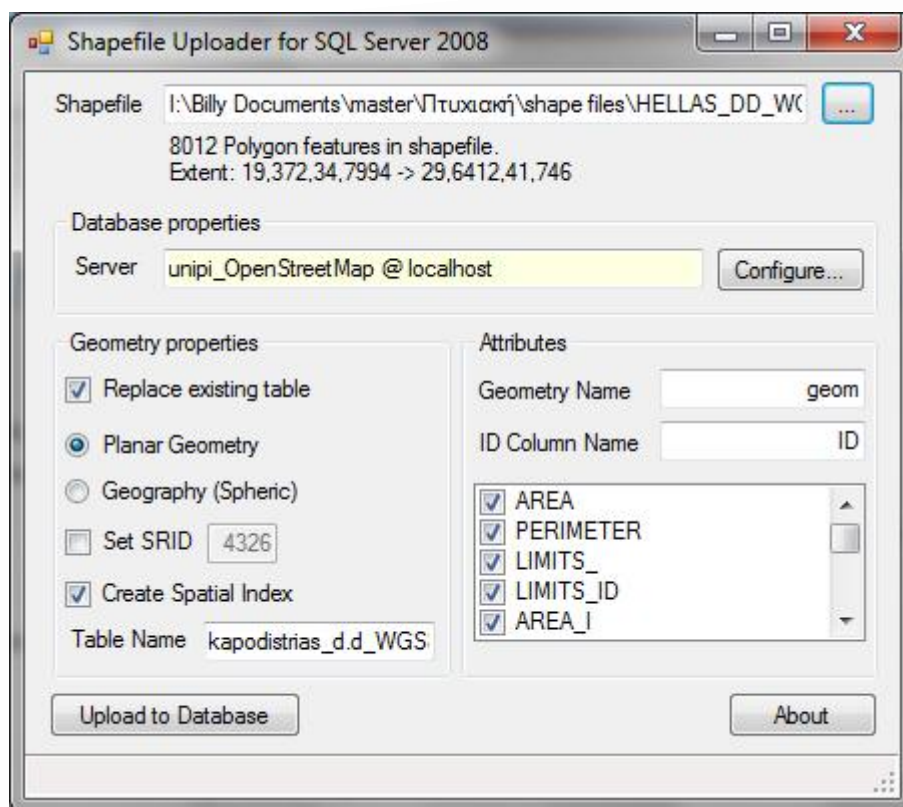 Shapefile Uploader for SQL Server 2008
Shapefile I:\Billy Documents\master\Πτυχιακή\shape files\HELLAS_DD_WG ...
8012 Polygon features in shapefile.
Extent: 19,372,34,7994 -> 29,6412,41,746
Database properties
Server unipi_OpenStreetMap @ localhost Configure...
Geometry properties
Replace existing table
Planar Geometry
Geography (Spheric)
Set SRID 4326
Create Spatial Index
Table Name kapodistrias_d.d_WGS
Attributes
Geometry Name geom
ID Column Name ID
AREA
PERIMETER
LIMITS_
LIMITS_ID
AREA_I
Upload to Database About